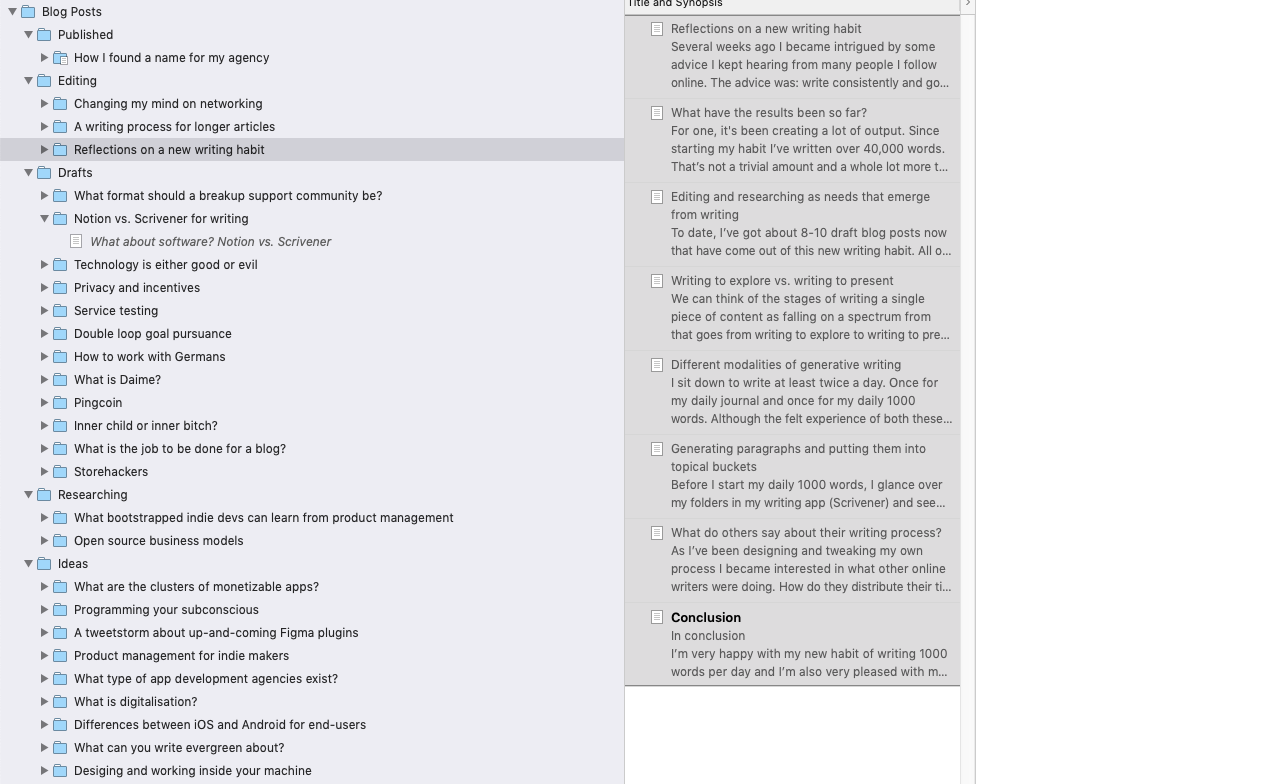 Blog Posts
Published
How I found a name for my agency
Editing
Changing my mind on networking
A writing process for longer articles
Reflections on a new writing habit
Drafts
What format should a breakup support community be?
Notion vs. Scrivener for writing
What about software? Notion vs. Scrivener
Technology is either good or evil
Privacy and incentives
Service testing
Double loop goal pursuance
How to work with Germans
What is Daime?
Pingcoin
Inner child or inner bitch?
What is the job to be done for a blog?
Storehackers
Researching
What bootstrapped indie devs can learn from product management
Open source business models
Ideas
What are the clusters of monetizable apps?
Programming your subconscious
A tweetstorm about up-and-coming Figma plugins
Product management for indie makers
What type of app development agencies exist?
What is digitalisation?
Differences between iOS and Android for end-users
What can you write evergreen about?
Desiging and working inside your machine
Title and Synopsis
Reflections on a new writing habit
Several weeks ago I became intrigued by some
advice I kept hearing from many people I follow
online. The advice was: write consistently and go...
What have the results been so far?
For one, it's been creating a lot of output. Since
starting my habit I've written over 40,000 words.
That's not a trivial amount and a whole lot more t...
Editing and researching as needs that emerge
from writing
To date, I've got about 8-10 draft blog posts now
that have come out of this new writing habit. All o...
Writing to explore vs. writing to present
We can think of the stages of writing a single
piece of content as falling on a spectrum from
that goes from writing to explore to writing to pre...
Different modalities of generative writing
I sit down to write at least twice a day. Once for
my daily journal and once for my daily 1000
words. Although the felt experience of both these...
Generating paragraphs and putting them into
topical buckets
Before I start my daily 1000 words, I glance over
my folders in my writing app (Scrivener) and see...
What do others say about their writing process?
As I've been designing and tweaking my own
process I became interested in what other online
writers were doing. How do they distribute their ti...
Conclusion
In conclusion
I'm very happy with my new habit of writing 1000
words per day and I'm also very pleased with m...